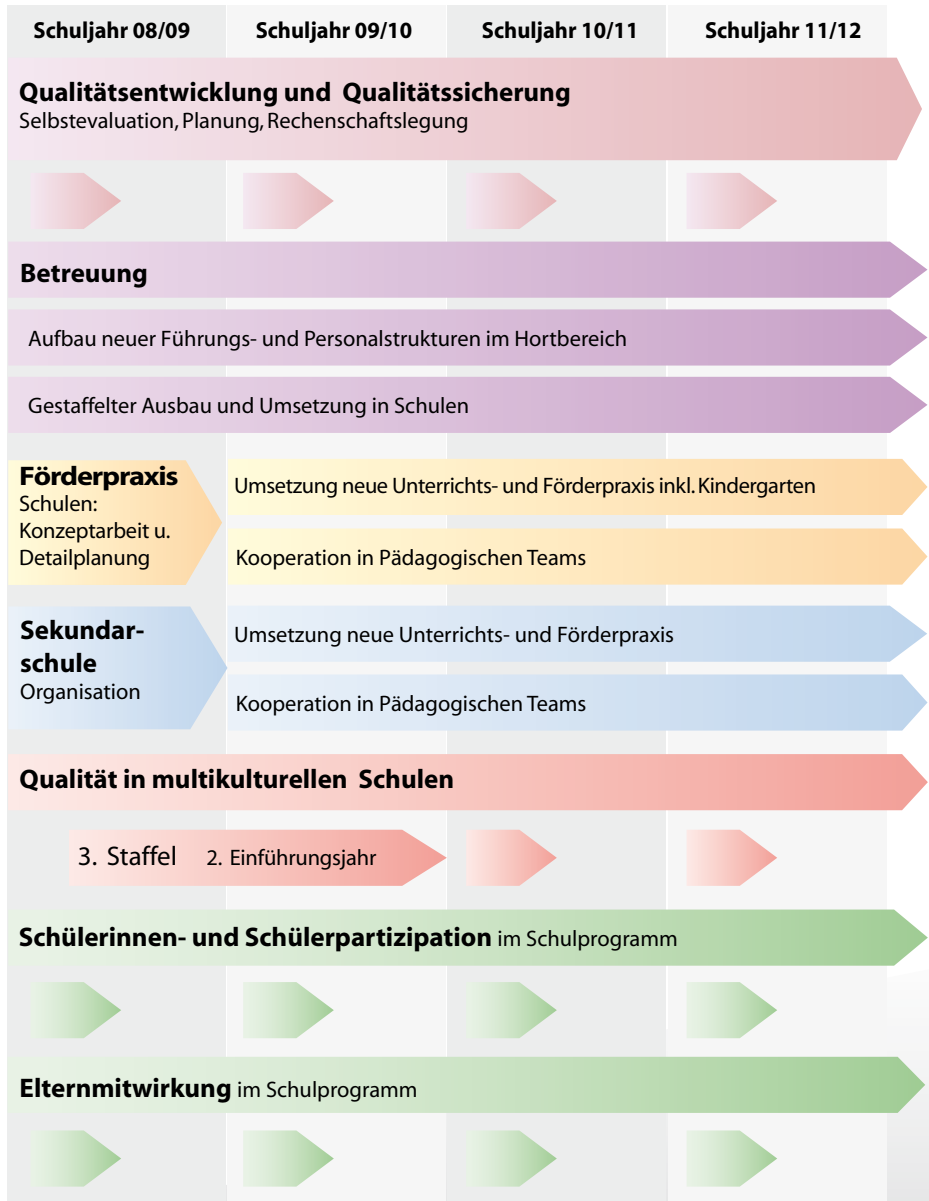 Schuljahr 08/09 Schuljahr 09/10 Schuljahr 10/11 Schuljahr 11/12
Qualitätsentwicklung und Qualitätssicherung
Selbstevaluation, Planung, Rechenschaftslegung
Betreuung
Aufbau neuer Führungs- und Personalstrukturen im Hortbereich
Gestaffelter Ausbau und Umsetzung in Schulen
Förderpraxis
Schulen:
Konzeptarbeit u.
Detailplanung
Umsetzung neue Unterrichts- und Förderpraxis inkl. Kindergarten
Kooperation in Pädagogischen Teams
Sekundar-
schule
Organisation
Umsetzung neue Unterrichts- und Förderpraxis
Kooperation in Pädagogischen Teams
Qualität in multikulturellen Schulen
3. Staffel 2. Einführungsjahr
Schülerinnen- und Schülerpartizipation im Schulprogramm
Elternmitwirkung im Schulprogramm